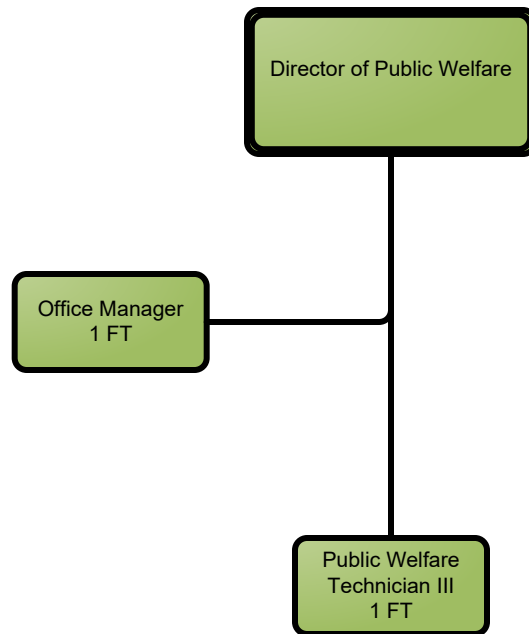 Director of Public Welfare
Office Manager
1 FT
Public Welfare
Technician III
1 FT